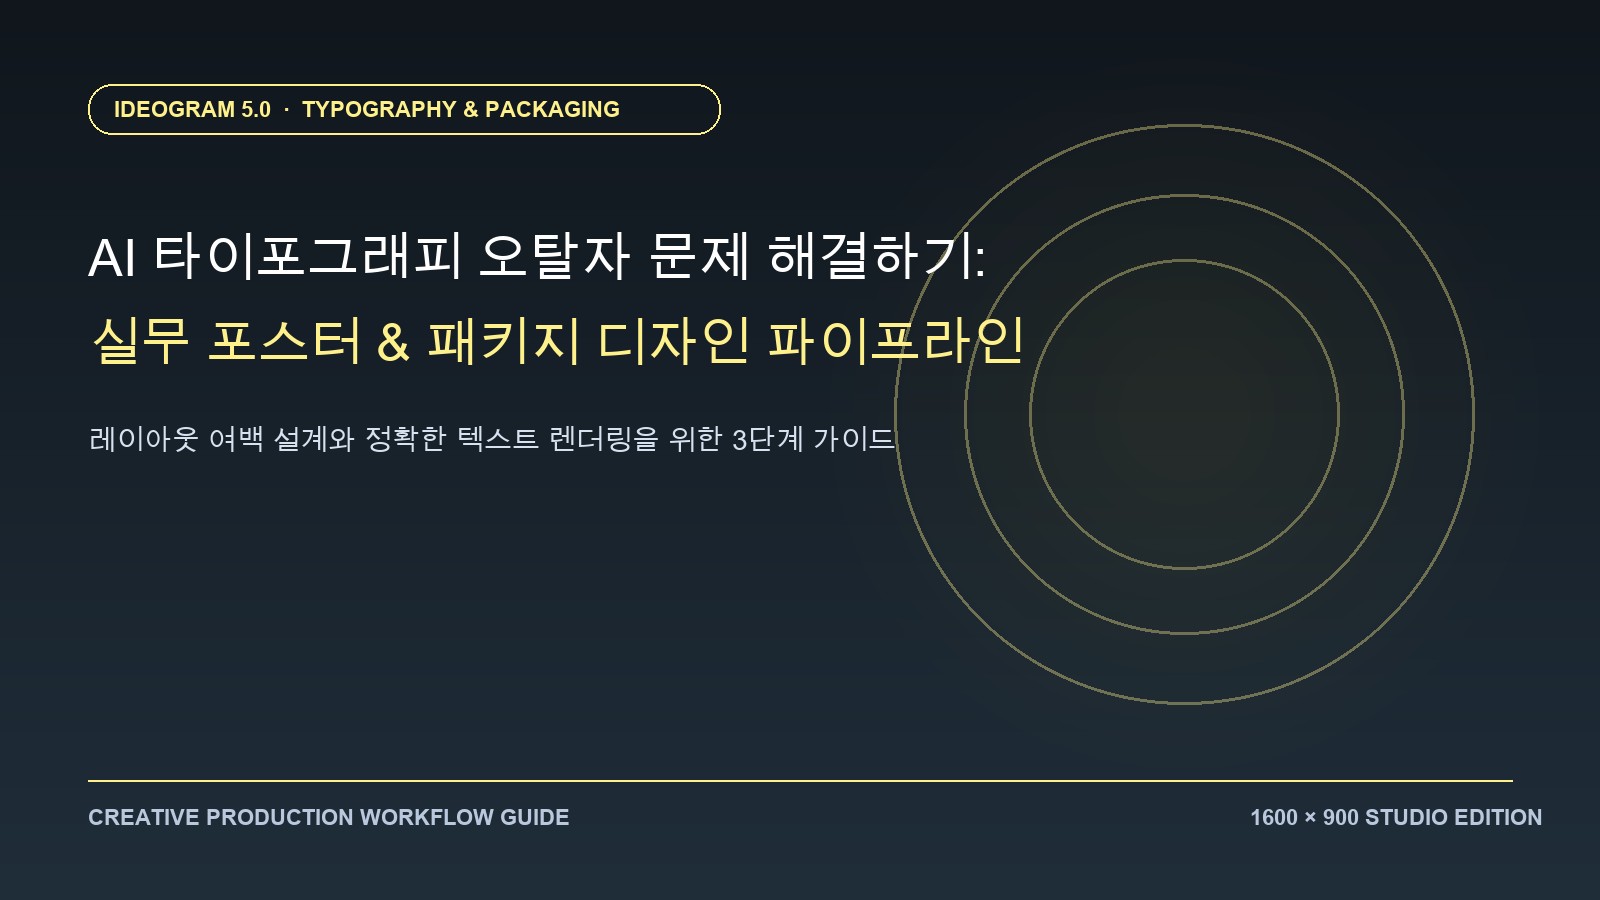 IDEOGRAM 5.0 · TYPOGRAPHY & PACKAGING
AI 타이포그래피 오탈자 문제 해결하기:
실무 포스터 & 패키지 디자인 파이프라인
레이아웃 여백 설계와 정확한 텍스트 렌더링을 위한 3단계 가이드
CREATIVE PRODUCTION WORKFLOW GUIDE
1600 × 900 STUDIO EDITION